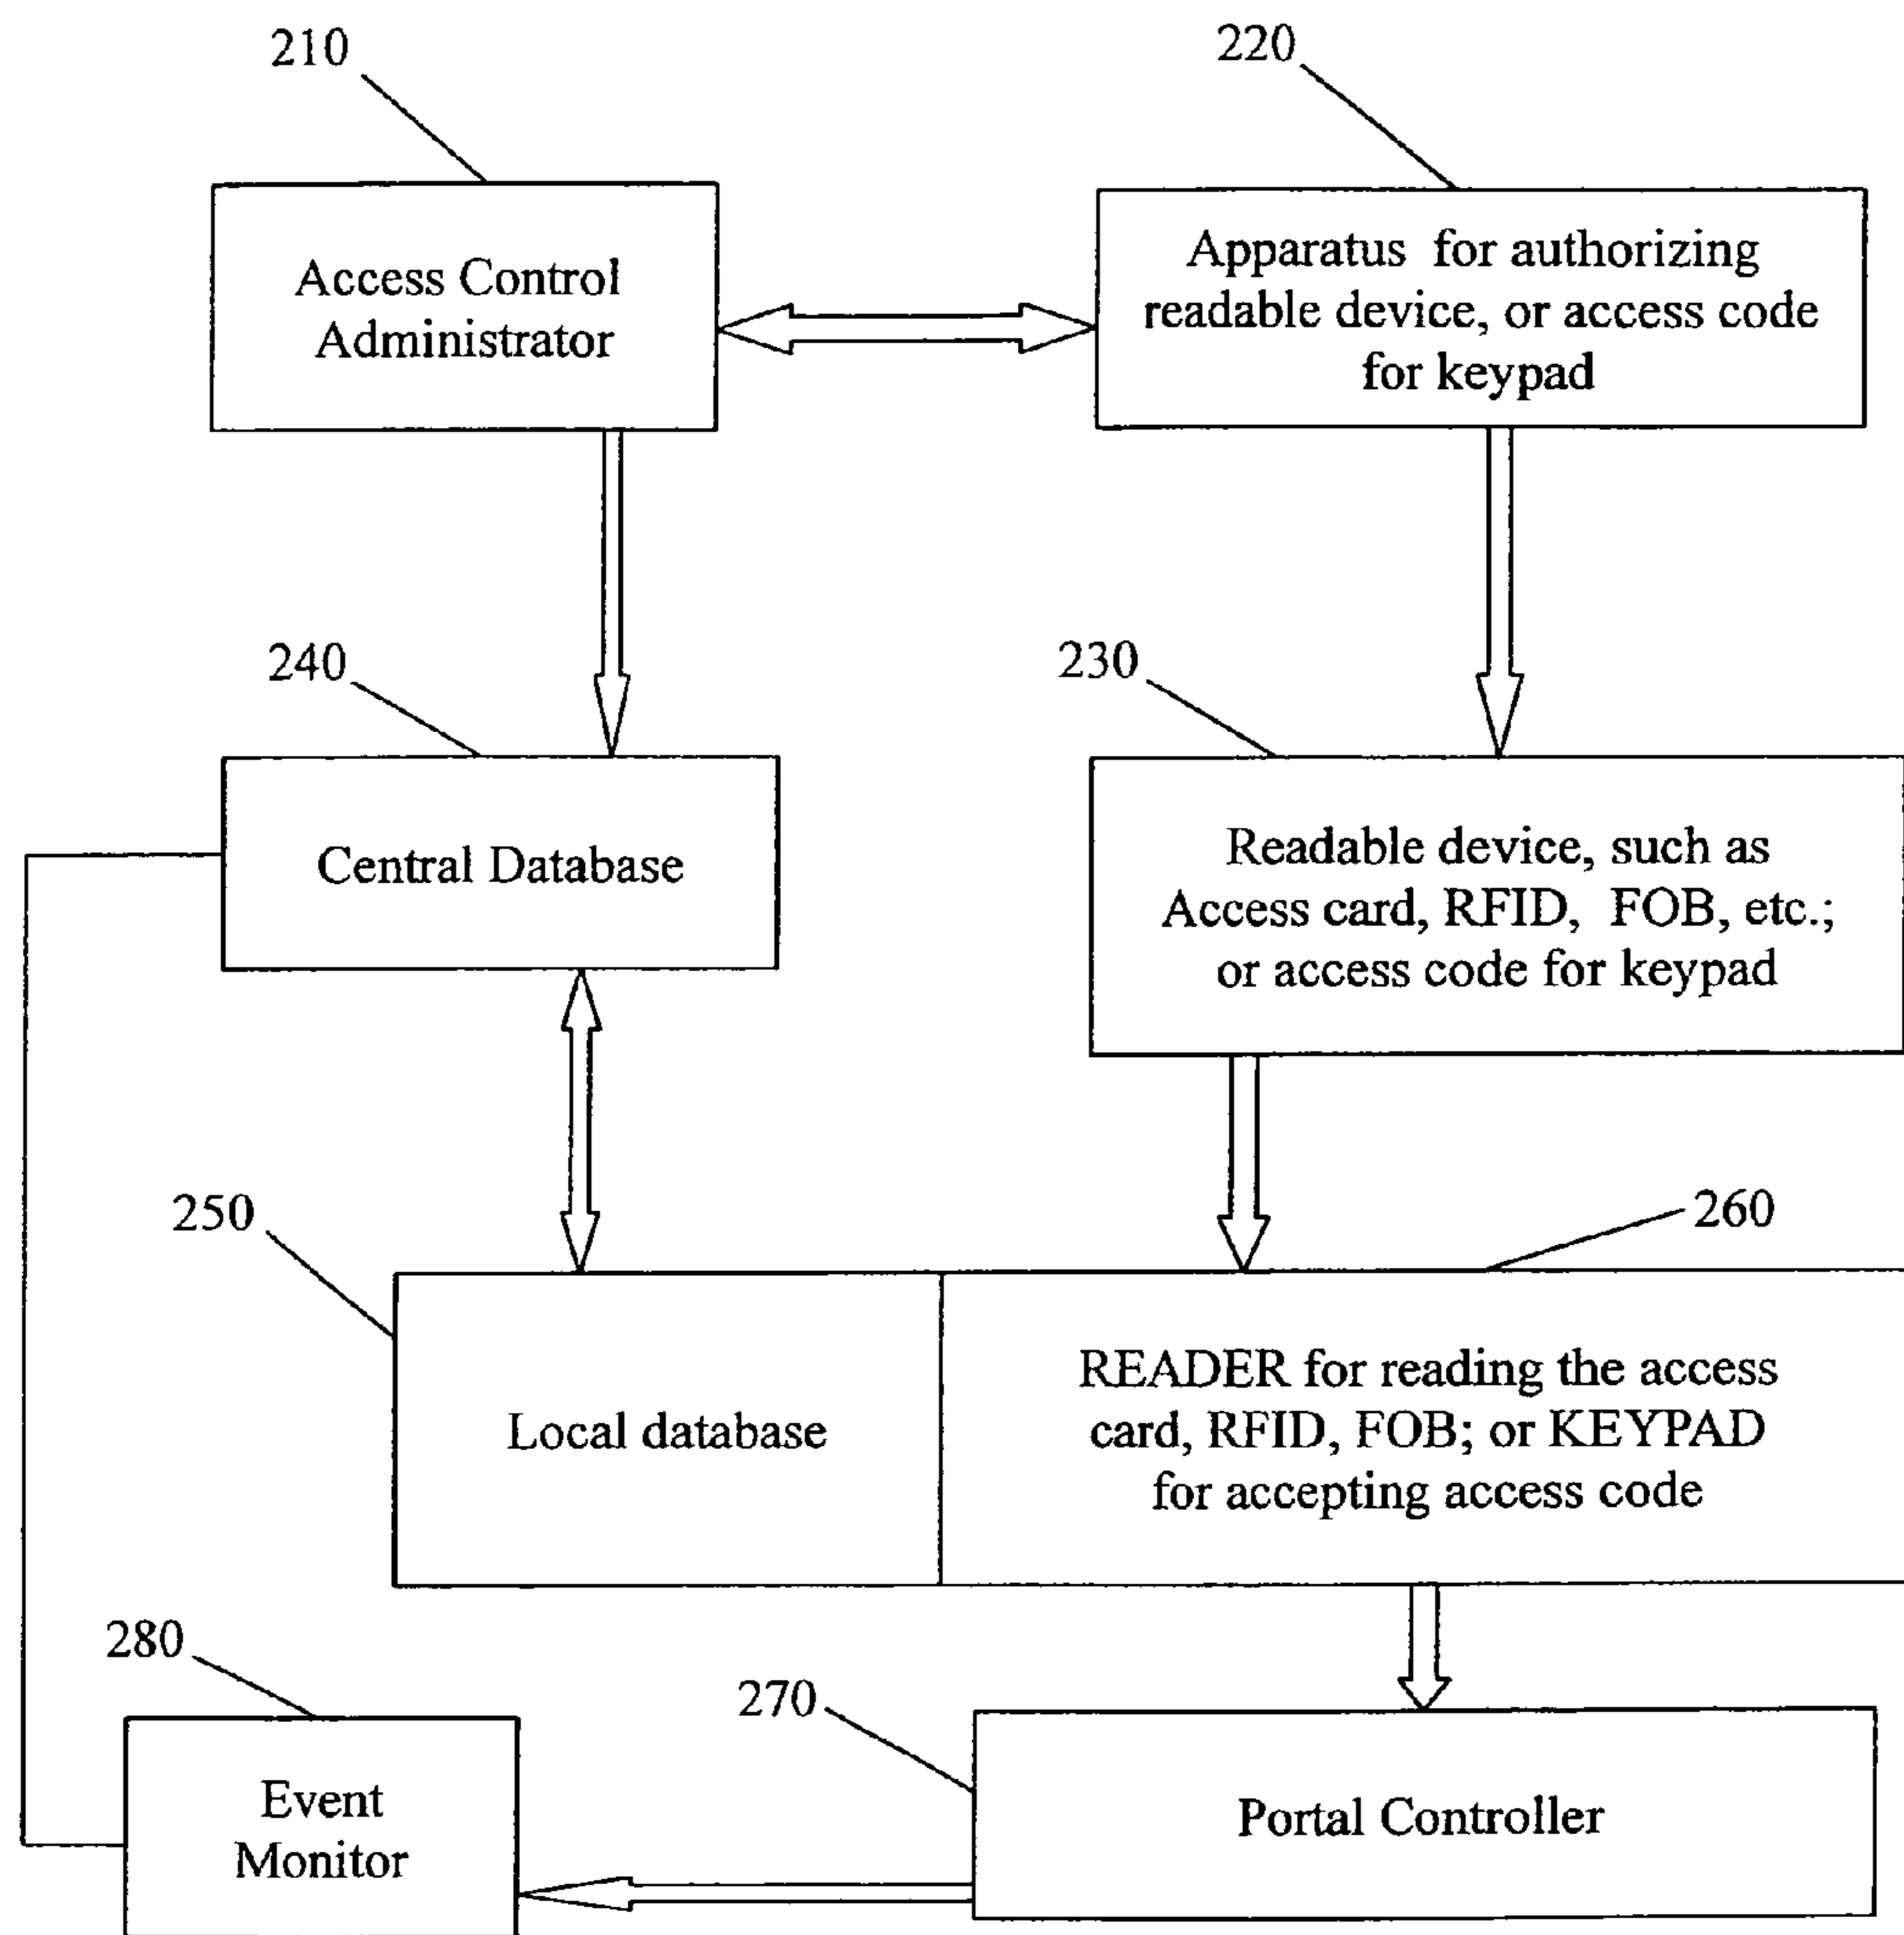 210
220
Access Control
Administrator
Apparatus for authorizing
readable device, or access code
for keypad
240
230
Central Database
Readable device, such as
Access card, RFID, FOB, etc.;
or access code for keypad
250
260
Local database
READER for reading the access
card, RFID, FOB; or KEYPAD
for accepting access code
280
270
Event
Monitor
Portal Controller